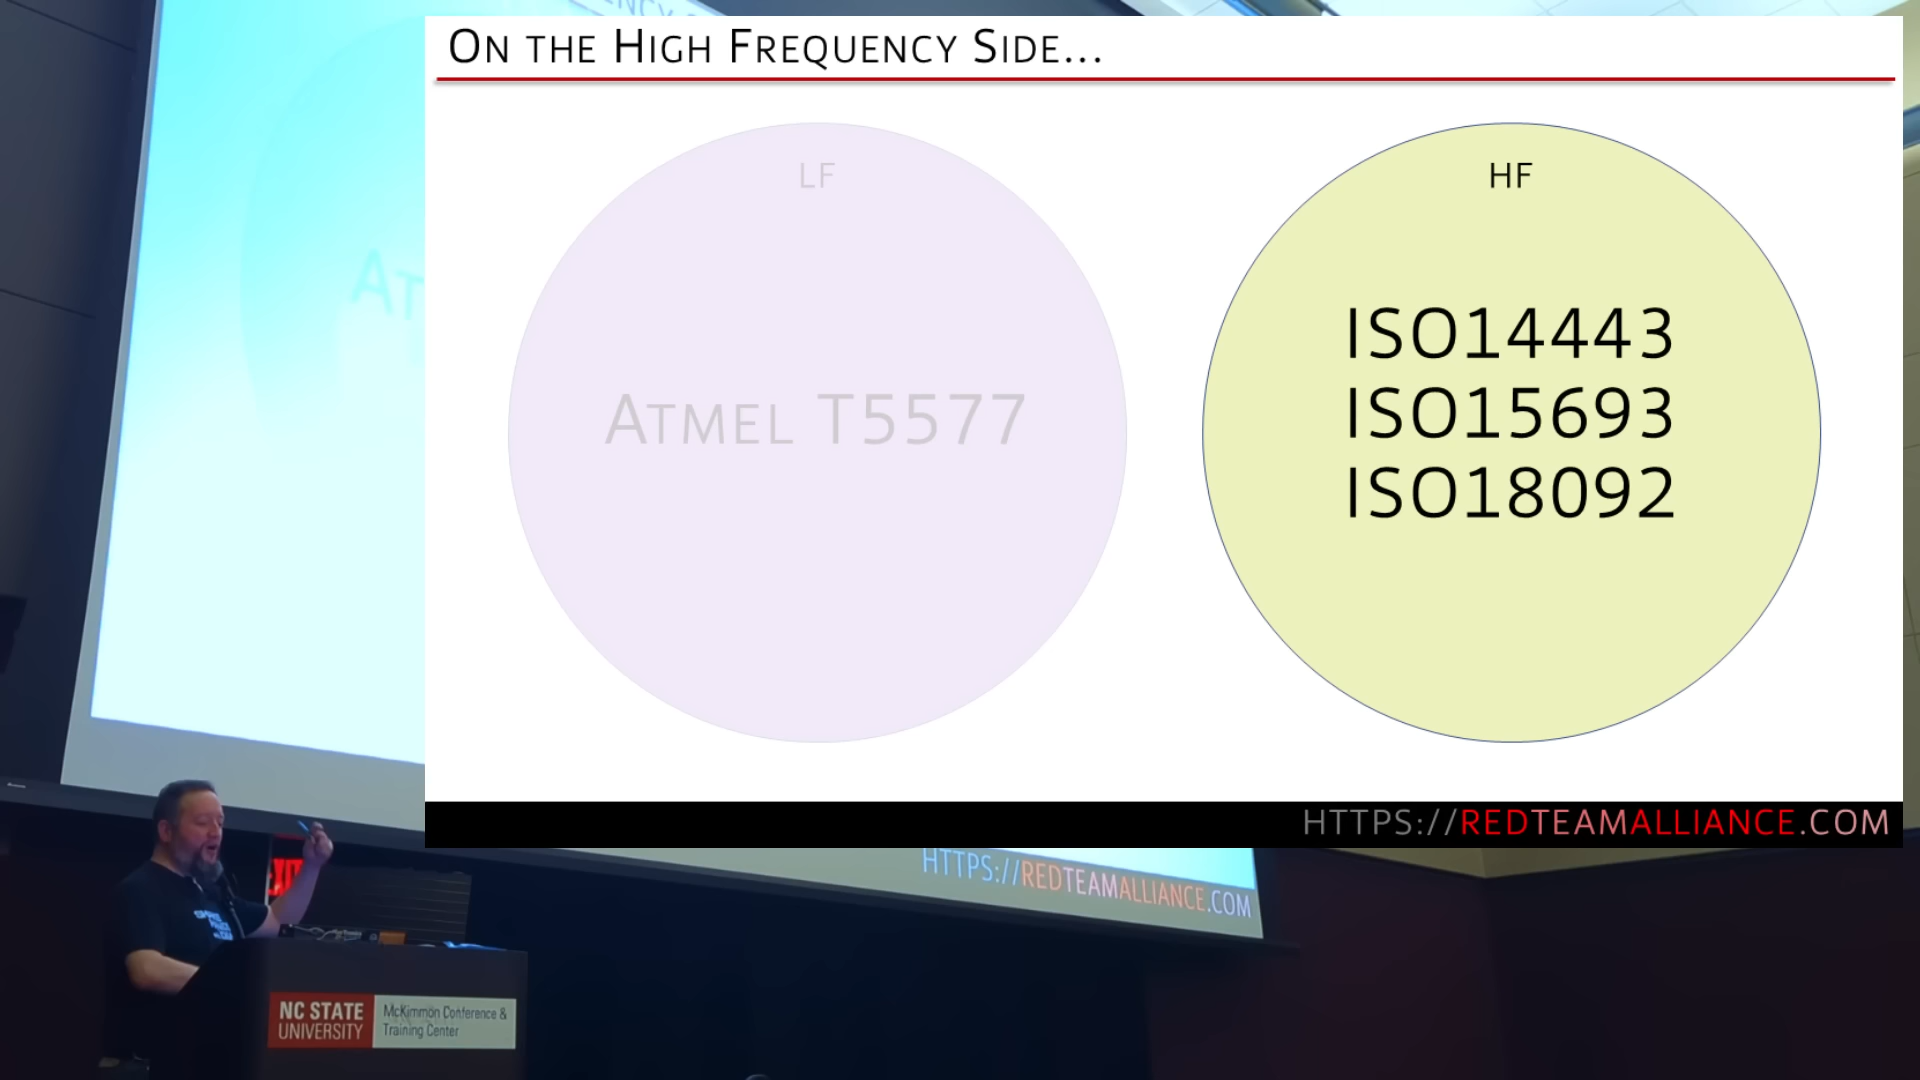 ON THE HIGH FREQUENCY SIDE...
LF
ATMEL T5577
HF
ISO14443
ISO15693
ISO18092
HTTPS://REDTEAMALLIANCE.COM
HTTPS://REDTEAMALLIANCE.COM
NC STATE
UNIVERSITY
McKimmon Conference &
Training Center